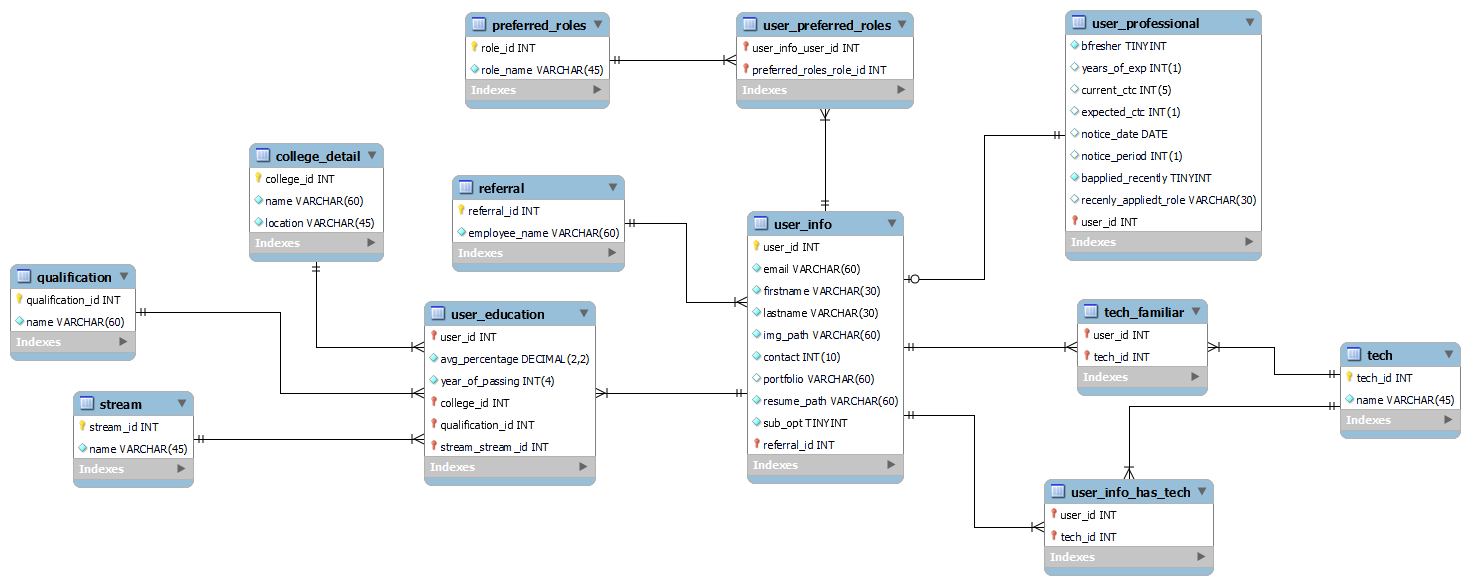 preferred_roles
role_id INT
role_name VARCHAR(45)
Indexes
user_preferred_roles
user_info_user_id INT
preferred_roles_role_id INT
Indexes
user_professional
bfresher TINYINT
years_of_exp INT(1)
current_ctc INT(5)
expected_ctc INT(1)
notice_date DATE
notice_period INT(1)
bapplied_recently TINYINT
recenly_appliedt_role VARCHAR(30)
user_id INT
Indexes
college_detail
college_id INT
name VARCHAR(60)
location VARCHAR(45)
Indexes
referral
referral_id INT
employee_name VARCHAR(60)
Indexes
user_info
user_id INT
email VARCHAR(60)
firstname VARCHAR(30)
lastname VARCHAR(30)
img_path VARCHAR(60)
contact INT(10)
portfolio VARCHAR(60)
resume_path VARCHAR(60)
sub_opt TINYINT
referral_id INT
Indexes
qualification
qualification_id INT
name VARCHAR(60)
Indexes
user_education
user_id INT
avg_percentage DECIMAL(2,2)
year_of_passing INT(4)
college_id INT
qualification_id INT
stream_stream_id INT
Indexes
tech_familiar
user_id INT
tech_id INT
Indexes
tech
tech_id INT
name VARCHAR(45)
Indexes
stream
stream_id INT
name VARCHAR(45)
Indexes
user_info_has_tech
user_id INT
tech_id INT
Indexes